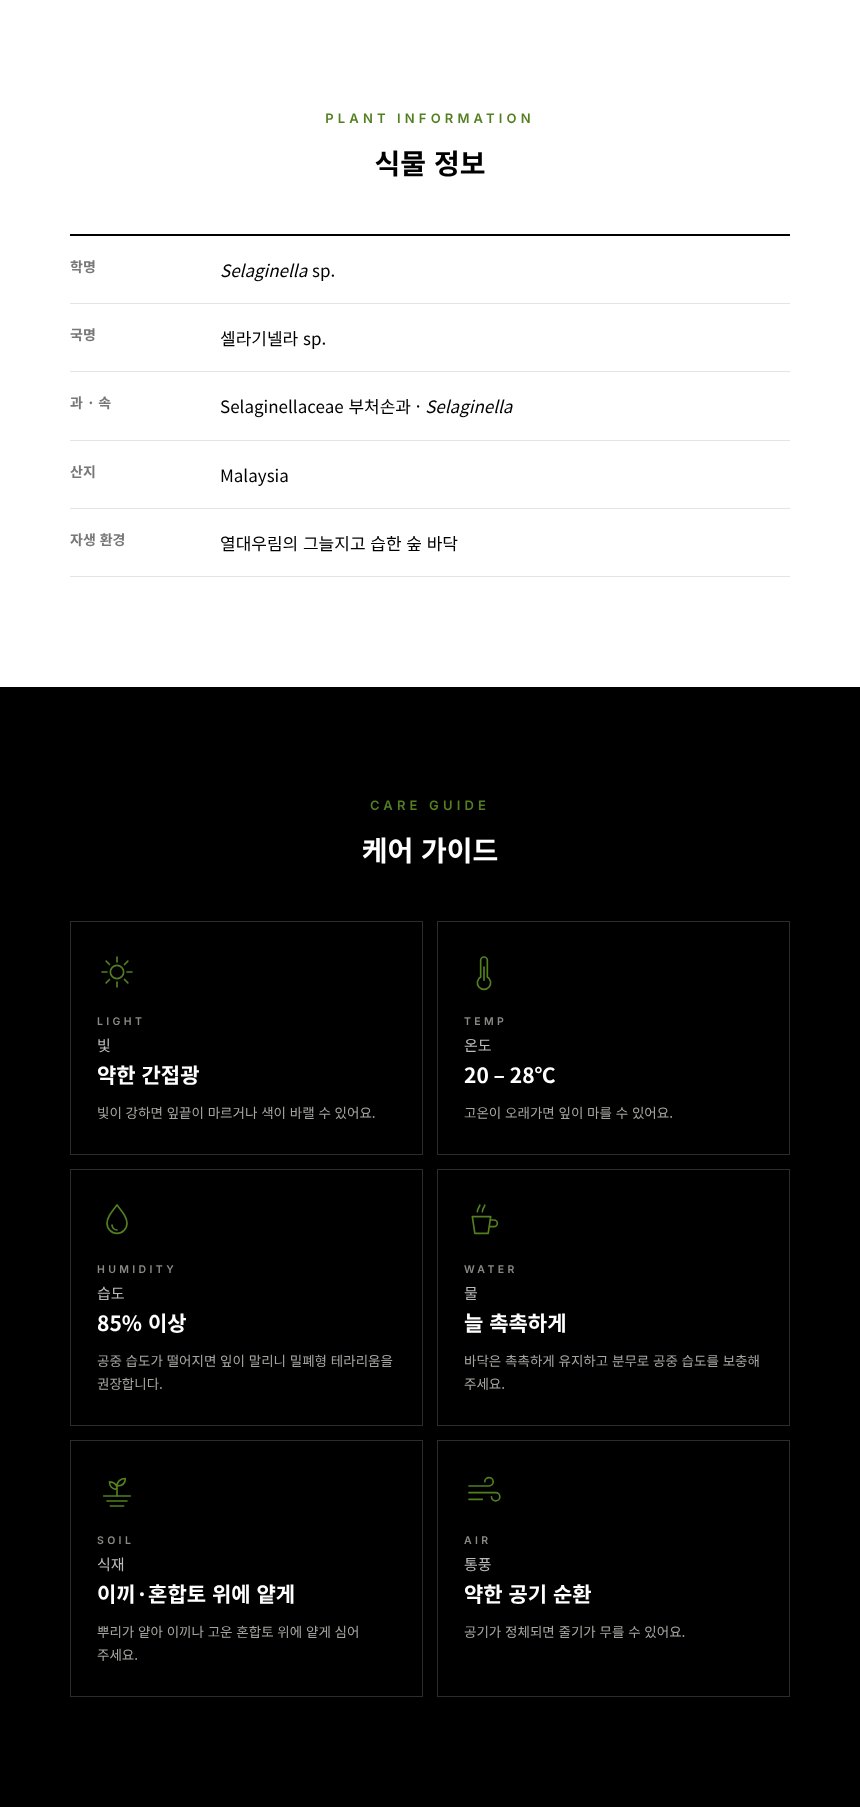 PLANT INFORMATION
식물 정보
학명
Selaginella sp.
국명
셀라기넬라 sp.
과 · 속
Selaginellaceae 부처손과 · Selaginella
산지
Malaysia
자생 환경
열대우림의 그늘지고 습한 숲 바닥
CARE GUIDE
케어 가이드
LIGHT
빛
약한 간접광
빛이 강하면 잎끝이 마르거나 색이 바랠 수 있어요.
TEMP
온도
20 – 28℃
고온이 오래가면 잎이 마를 수 있어요.
HUMIDITY
습도
85% 이상
공중 습도가 떨어지면 잎이 말리니 밀폐형 테라리움을
권장합니다.
WATER
물
늘 촉촉하게
바닥은 촉촉하게 유지하고 분무로 공중 습도를 보충해
주세요.
SOIL
식재
이끼·혼합토 위에 얕게
뿌리가 얕아 이끼나 고운 혼합토 위에 얕게 심어
주세요.
AIR
통풍
약한 공기 순환
공기가 정체되면 줄기가 무를 수 있어요.